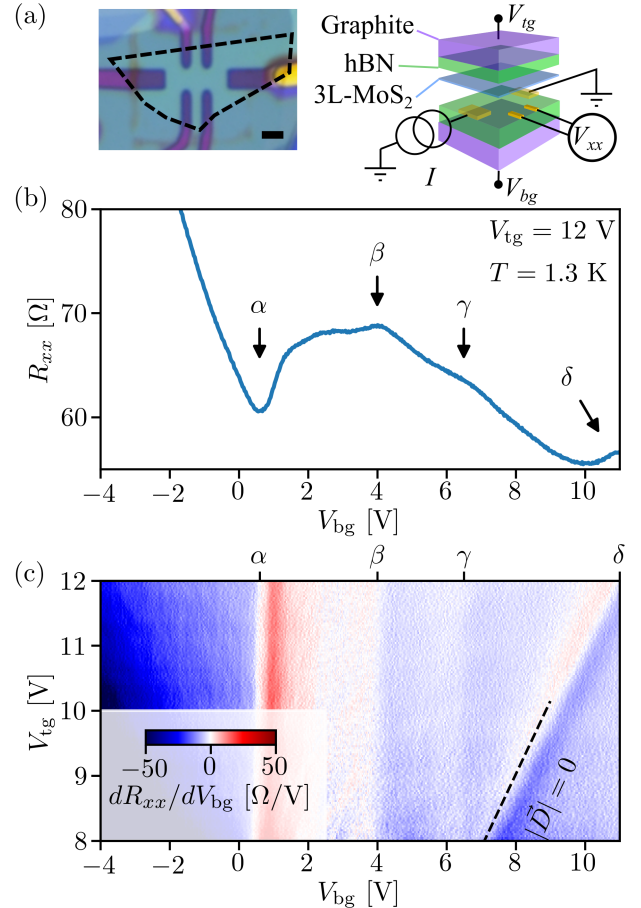 (a)
Graphite
hBN
3L-MoS₂
V_tg
V_xx
I
V_bg
(b)
80
70
60
R_xx [Ω]
V_tg = 12 V
T = 1.3 K
α
β
γ
δ
−4 −2 0 2 4 6 8 10
V_bg [V]
(c)
α β γ δ
12
11
10
9
8
V_tg [V]
−50 0 50
dR_xx/dV_bg [Ω/V]
|D⃗| = 0
−4 −2 0 2 4 6 8 10
V_bg [V]